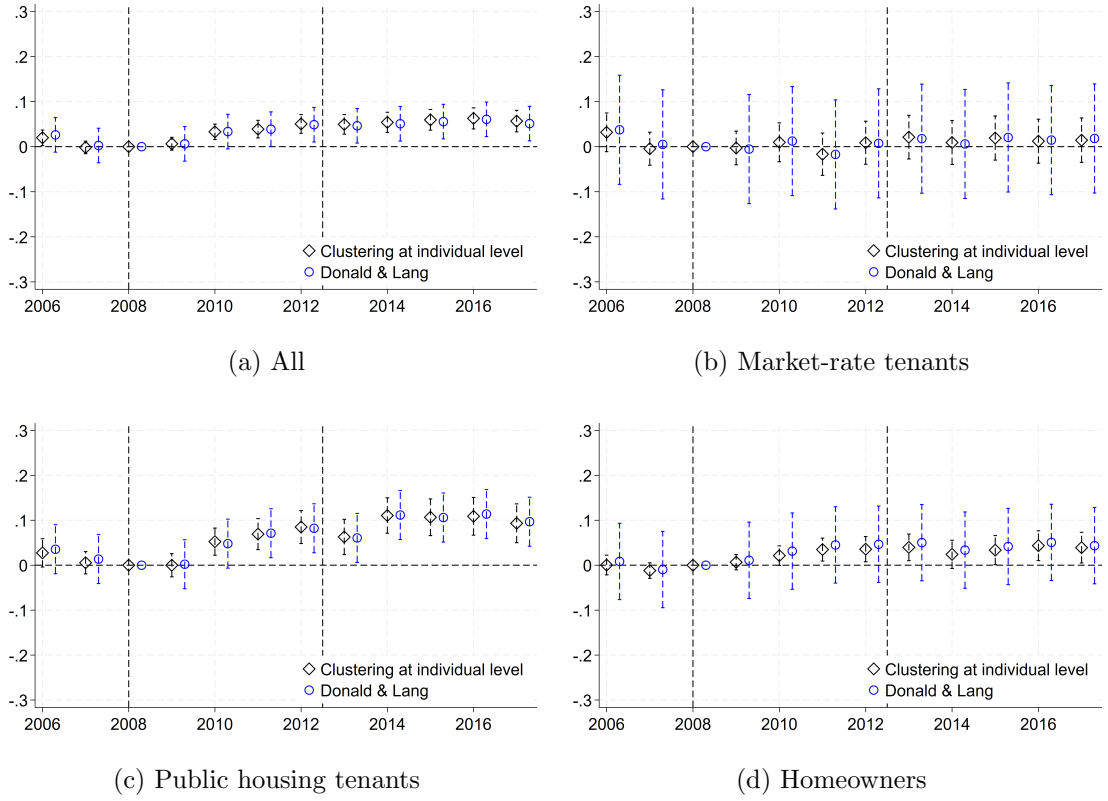 .3
.2
.1
0
-.1
-.2
-.3
2006 2008 2010 2012 2014 2016
Clustering at individual level
Donald & Lang
(a) All
.3
.2
.1
0
-.1
-.2
-.3
2006 2008 2010 2012 2014 2016
Clustering at individual level
Donald & Lang
(b) Market-rate tenants
.3
.2
.1
0
-.1
-.2
-.3
2006 2008 2010 2012 2014 2016
Clustering at individual level
Donald & Lang
(c) Public housing tenants
.3
.2
.1
0
-.1
-.2
-.3
2006 2008 2010 2012 2014 2016
Clustering at individual level
Donald & Lang
(d) Homeowners